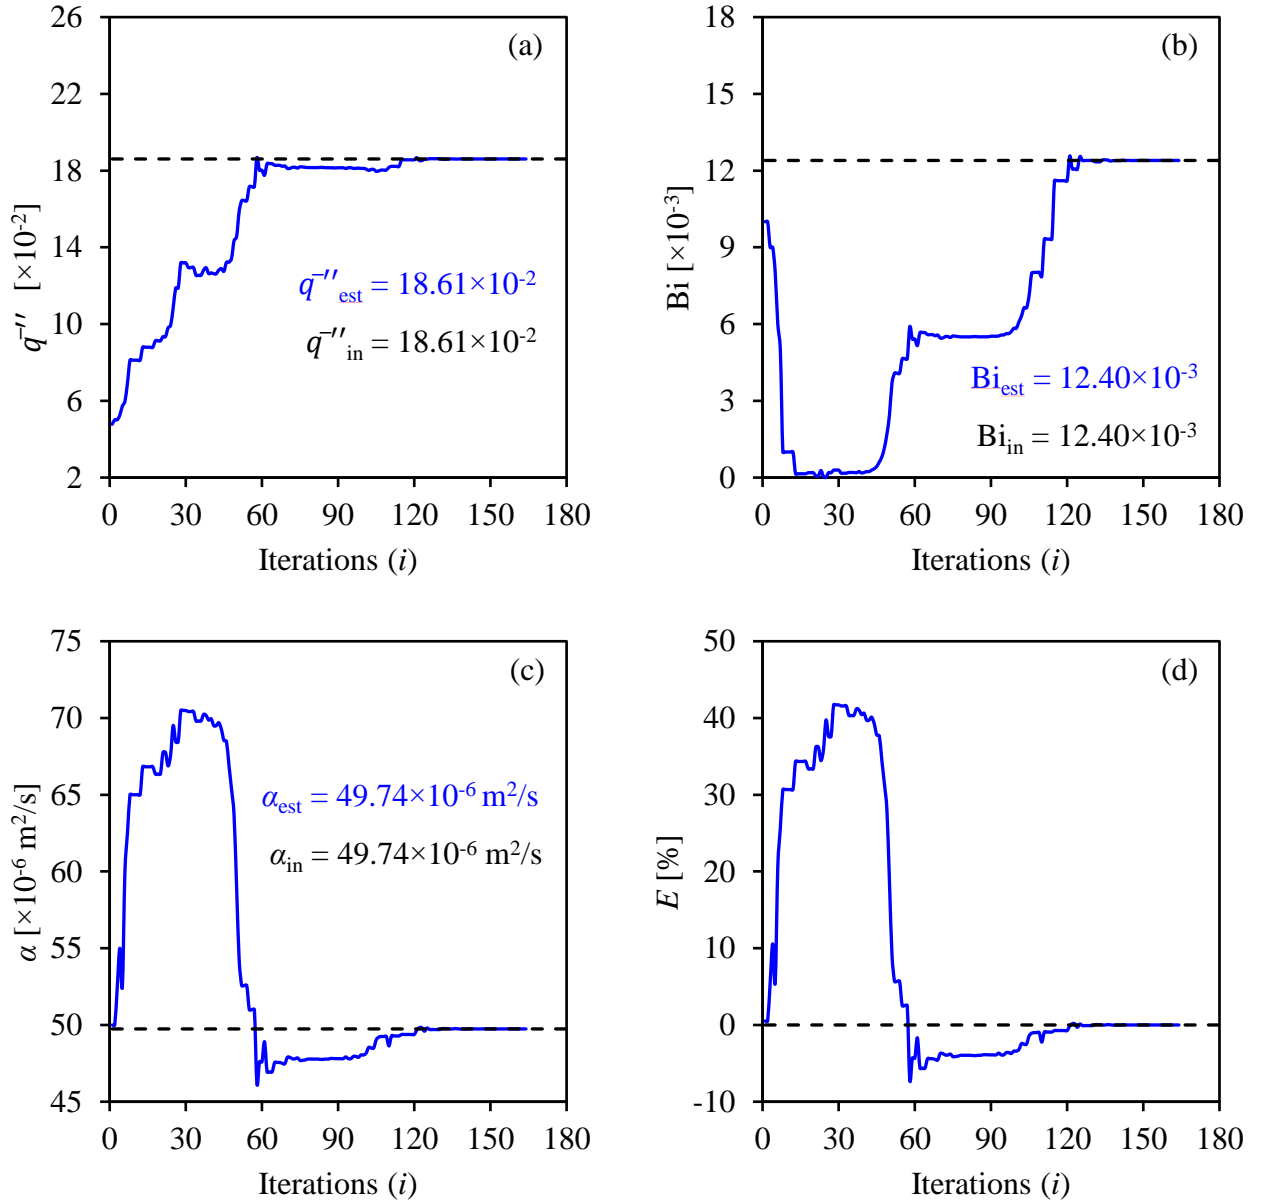 (a)
26
22
18
14
10
6
2
q̄′′ [×10⁻²]
q̄′′est = 18.61×10⁻²
q̄′′in = 18.61×10⁻²
0 30 60 90 120 150 180
Iterations (i)
(b)
18
15
12
9
6
3
0
Bi [×10⁻³]
Biest = 12.40×10⁻³
Biin = 12.40×10⁻³
0 30 60 90 120 150 180
Iterations (i)
(c)
75
70
65
60
55
50
45
α [×10⁻⁶ m²/s]
αest = 49.74×10⁻⁶ m²/s
αin = 49.74×10⁻⁶ m²/s
0 30 60 90 120 150 180
Iterations (i)
(d)
50
40
30
20
10
0
-10
E [%]
0 30 60 90 120 150 180
Iterations (i)